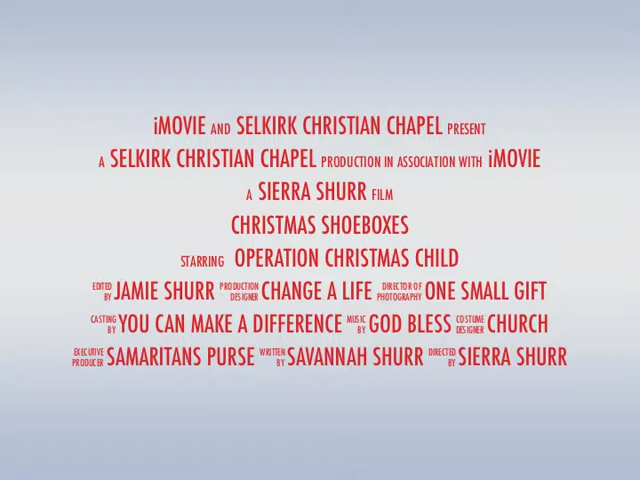 iMOVIE AND SELKIRK CHRISTIAN CHAPEL PRESENT
A SELKIRK CHRISTIAN CHAPEL PRODUCTION IN ASSOCIATION WITH iMOVIE
A SIERRA SHURR FILM
CHRISTMAS SHOEBOXES
STARRING OPERATION CHRISTMAS CHILD
EDITED BY JAMIE SHURR PRODUCTION DESIGNER CHANGE A LIFE DIRECTOR OF PHOTOGRAPHY ONE SMALL GIFT
CASTING BY YOU CAN MAKE A DIFFERENCE MUSIC BY GOD BLESS COSTUME DESIGNER CHURCH
EXECUTIVE PRODUCER SAMARITANS PURSE WRITTEN BY SAVANNAH SHURR DIRECTED BY SIERRA SHURR